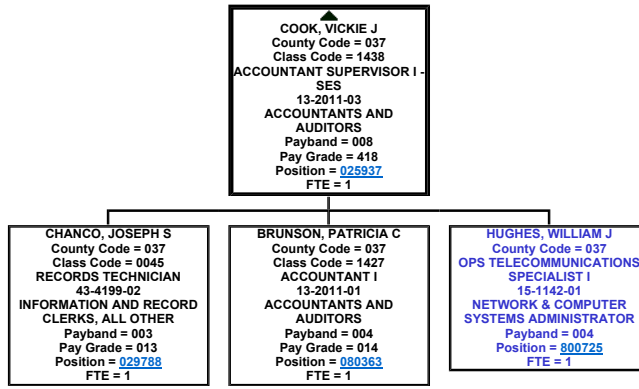 COOK, VICKIE J
County Code = 037
Class Code = 1438
ACCOUNTANT SUPERVISOR I -
SES
13-2011-03
ACCOUNTANTS AND
AUDITORS
Payband = 008
Pay Grade = 418
Position = 025937
FTE = 1
CHANCO, JOSEPH S
County Code = 037
Class Code = 0045
RECORDS TECHNICIAN
43-4199-02
INFORMATION AND RECORD
CLERKS, ALL OTHER
Payband = 003
Pay Grade = 013
Position = 029788
FTE = 1
BRUNSON, PATRICIA C
County Code = 037
Class Code = 1427
ACCOUNTANT I
13-2011-01
ACCOUNTANTS AND
AUDITORS
Payband = 004
Pay Grade = 014
Position = 080363
FTE = 1
HUGHES, WILLIAM J
County Code = 037
OPS TELECOMMUNICATIONS
SPECIALIST I
15-1142-01
NETWORK & COMPUTER
SYSTEMS ADMINISTRATOR
Payband = 004
Position = 800725
FTE = 1